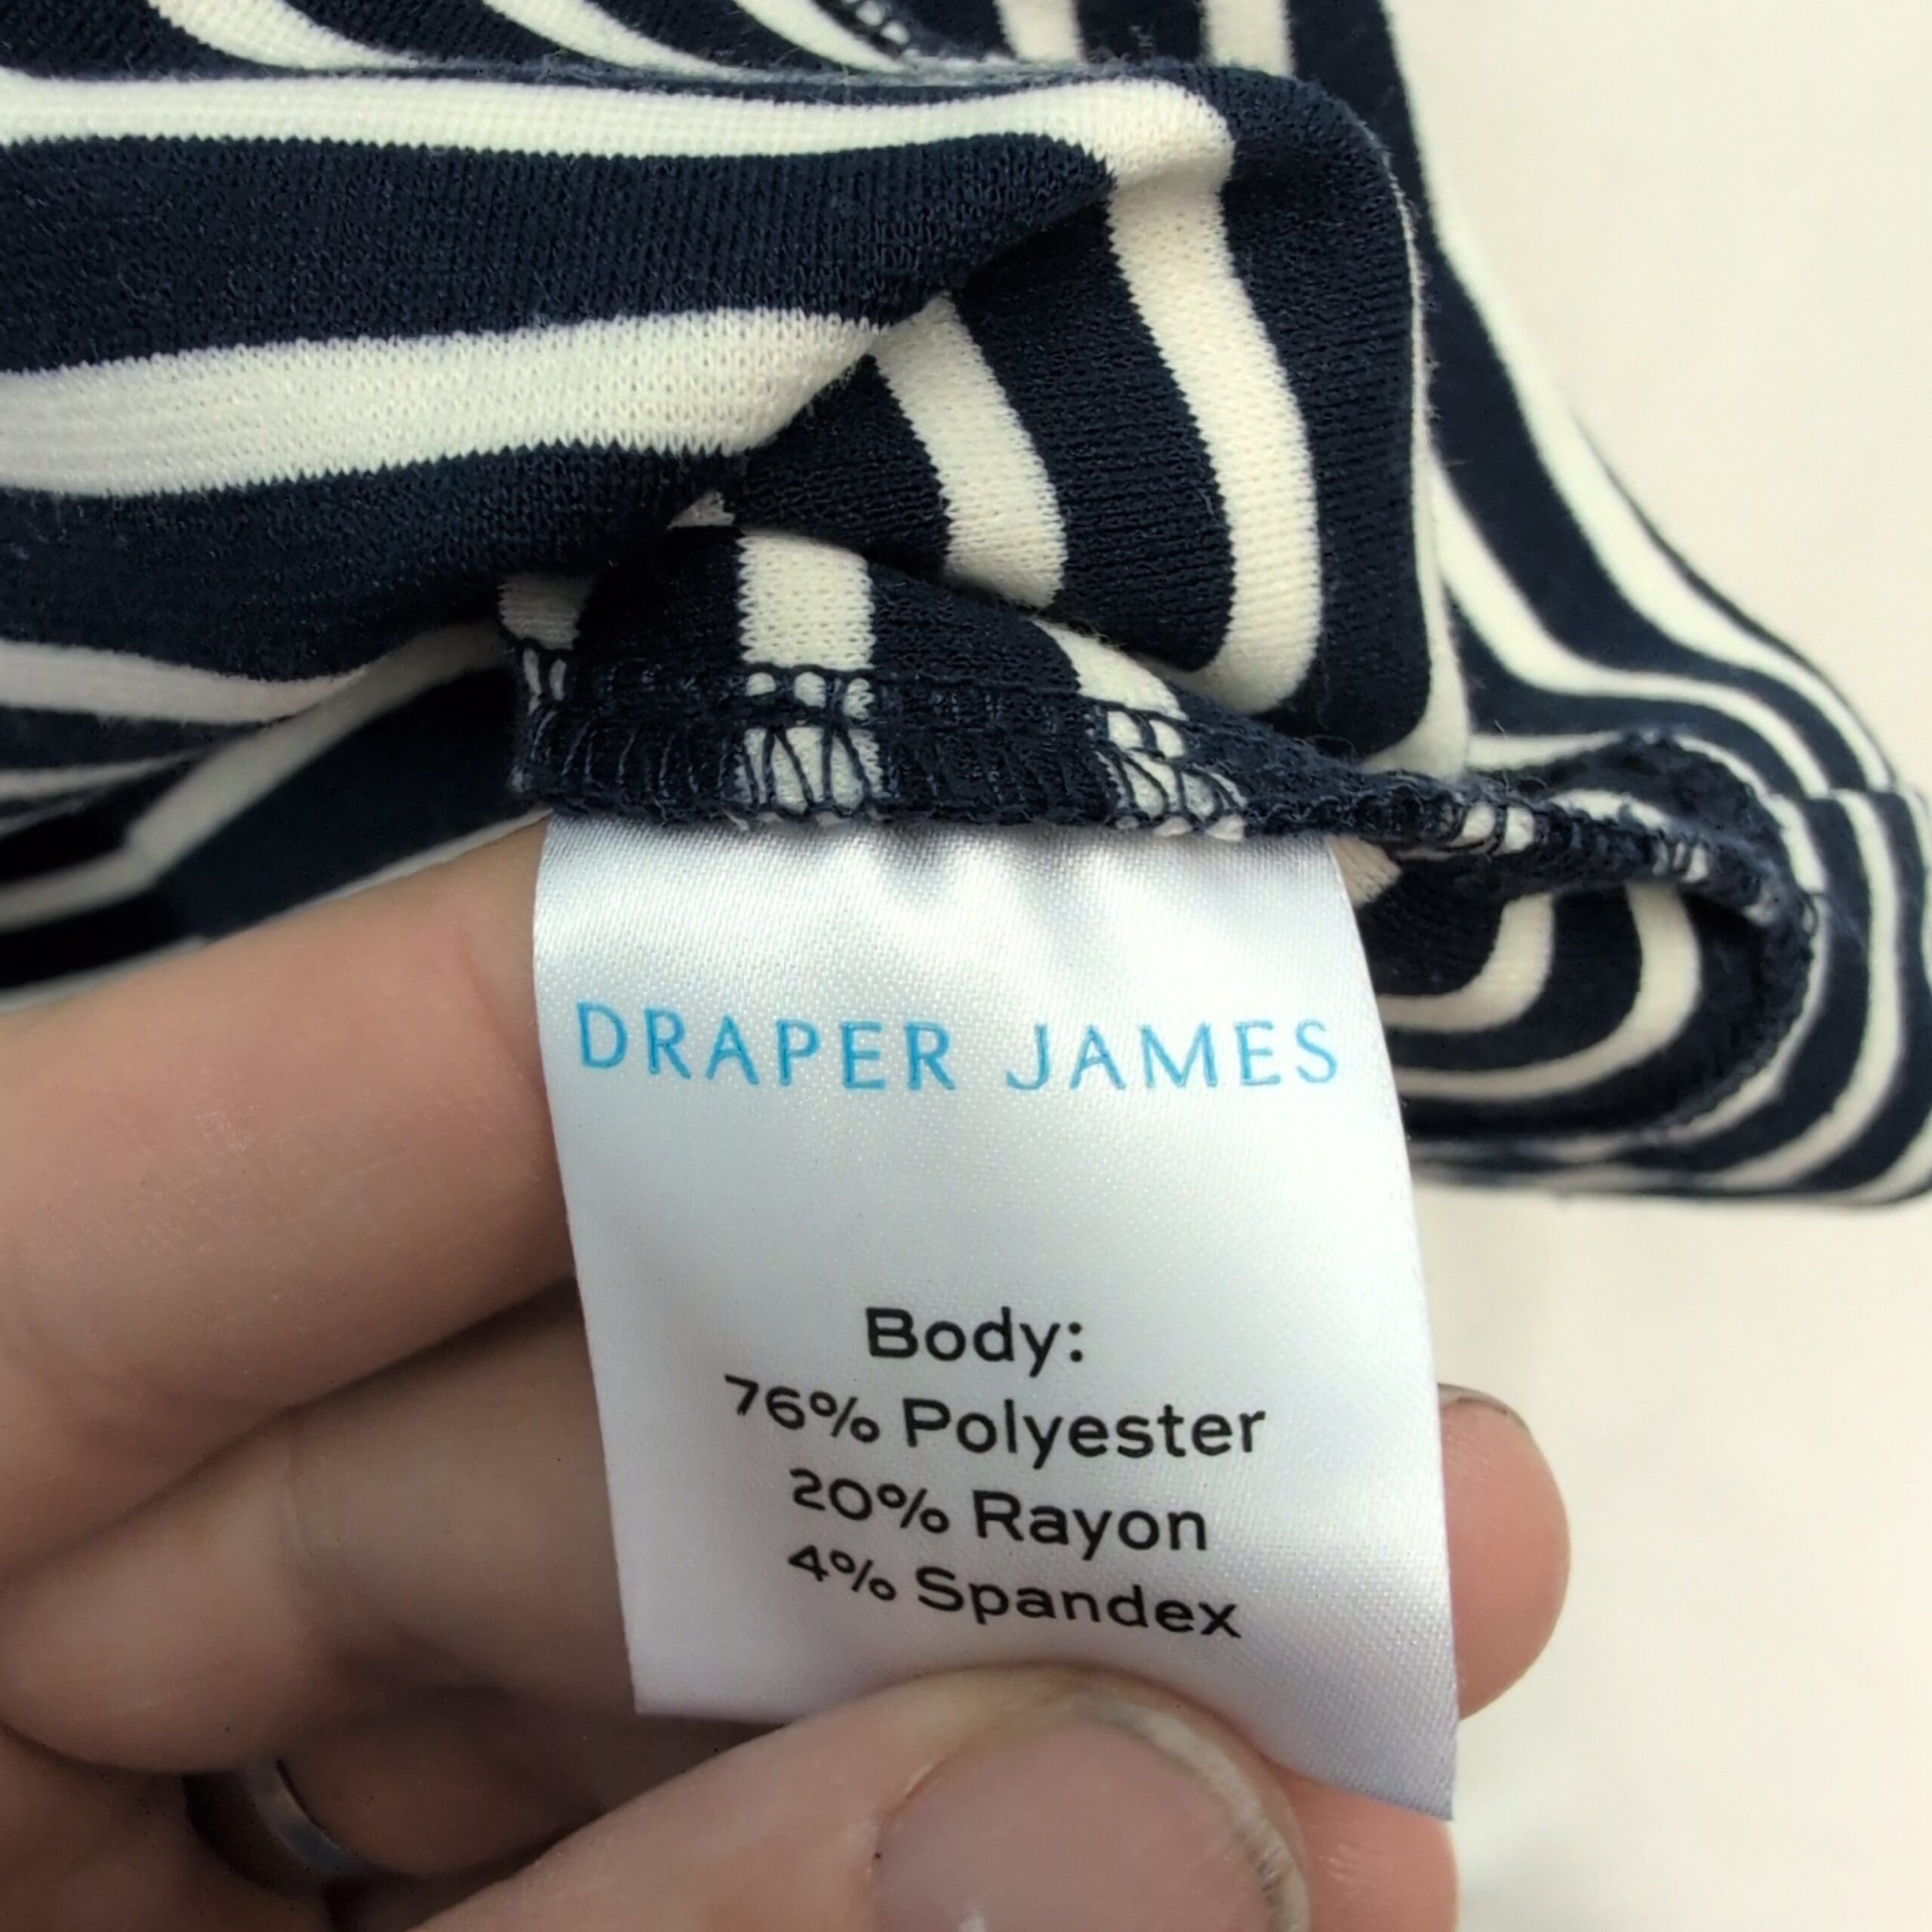 DRAPER JAMES
Body:
76% Polyester
20% Rayon
4% Spandex